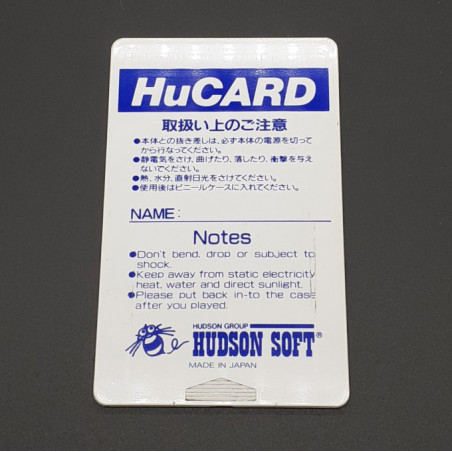 HuCARD
取扱い上のご注意
●本体との抜き差しは、必ず本体の電源を切って
から行なってください。
●静電気をさけ、曲げたり、落したり、衝撃を与え
ないでください。
●熱、水分、直射日光をさけてください。
●使用後はビニールケースに入れてください。
NAME:
Notes
●Don't bend, drop or subject to
shock.
●Keep away from static electricity
heat, water and direct sunlight.
●Please put back in-to the case
after you played.
HUDSON GROUP
HUDSON SOFT®
MADE IN JAPAN